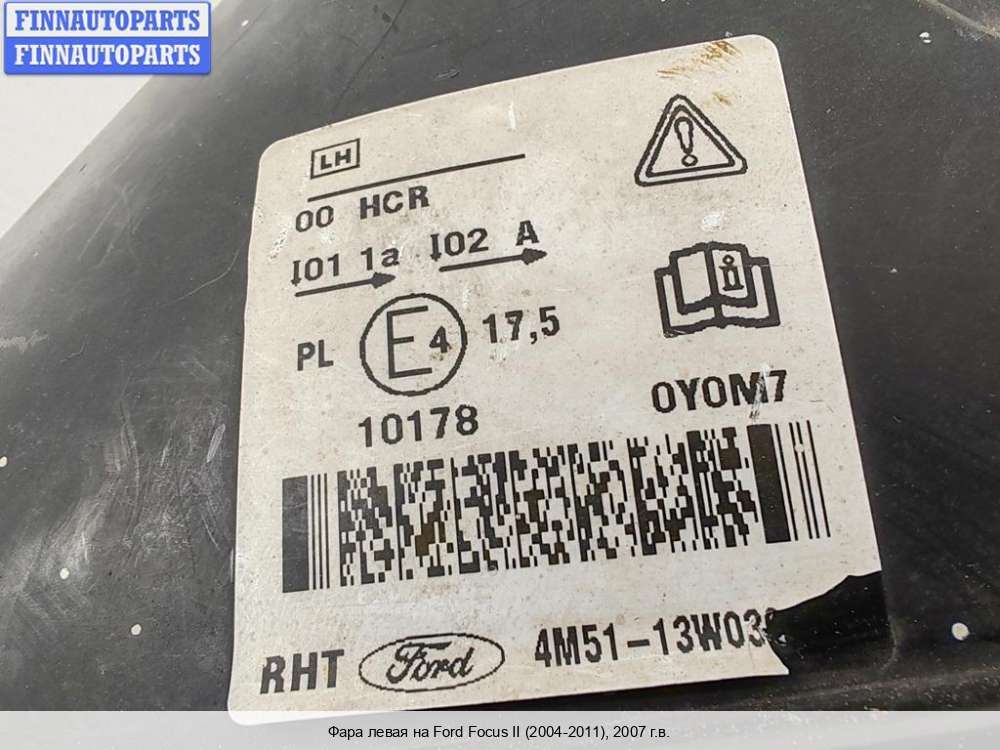 FINNAUTOPARTS
FINNAUTOPARTS
LH
00 HCR
I01 1a I02 A
PL E4 17,5
10178
0Y0M7
RHT Ford 4M51-13W03
Фара левая на Ford Focus II (2004-2011), 2007 г.в.